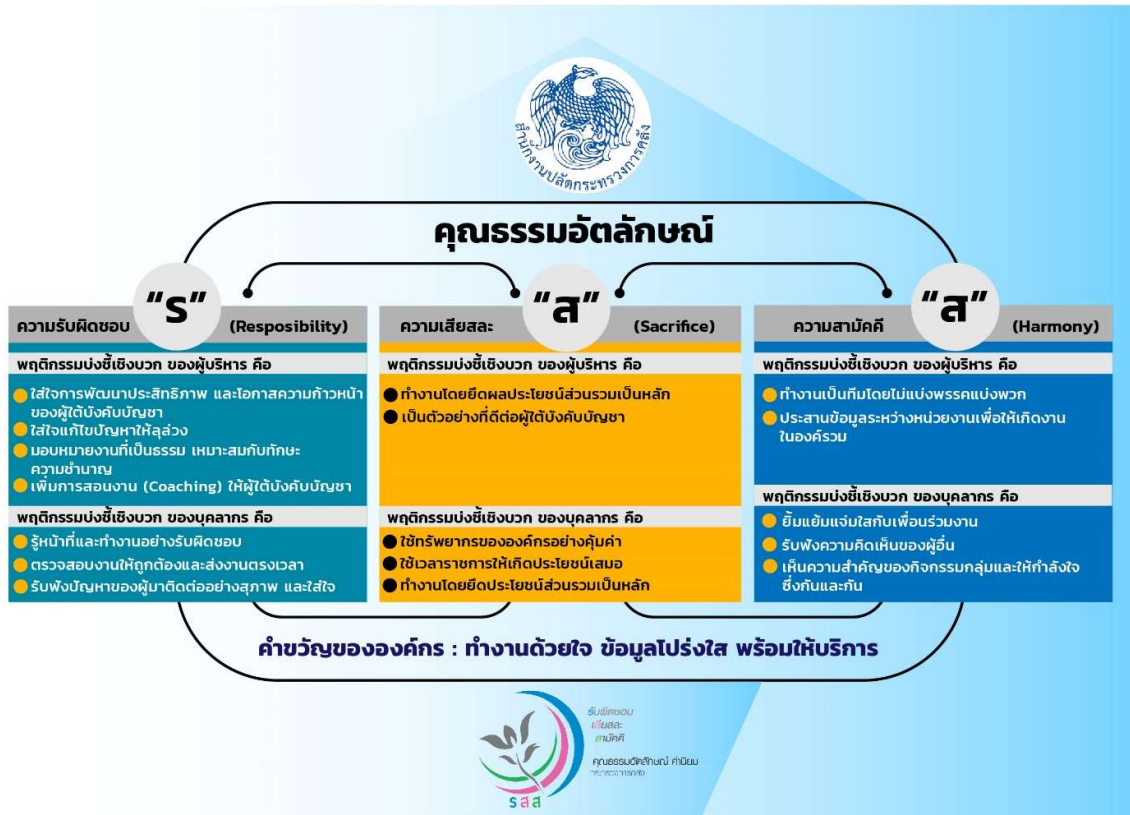 สำนักงานปลัดกระทรวงการคลัง
คุณธรรมอัตลักษณ์
"ร"
ความรับผิดชอบ (Resposibility)
พฤติกรรมบ่งชี้เชิงบวก ของผู้บริหาร คือ
ใส่ใจการพัฒนาประสิทธิภาพ และโอกาสความก้าวหน้า
ของผู้ใต้บังคับบัญชา
ใส่ใจแก้ไขปัญหาให้ลุล่วง
มอบหมายงานที่เป็นธรรม เหมาะสมกับทักษะ
ความชำนาญ
เพิ่มการสอนงาน (Coaching) ให้ผู้ใต้บังคับบัญชา
พฤติกรรมบ่งชี้เชิงบวก ของบุคลากร คือ
รู้หน้าที่และทำงานอย่างรับผิดชอบ
ตรวจสอบงานให้ถูกต้องและส่งงานตรงเวลา
รับฟังปัญหาของผู้มาติดต่ออย่างสุภาพ และใส่ใจ
"ส"
ความเสียสละ (Sacrifice)
พฤติกรรมบ่งชี้เชิงบวก ของผู้บริหาร คือ
ทำงานโดยยึดผลประโยชน์ส่วนรวมเป็นหลัก
เป็นตัวอย่างที่ดีต่อผู้ใต้บังคับบัญชา
พฤติกรรมบ่งชี้เชิงบวก ของบุคลากร คือ
ใช้ทรัพยากรขององค์กรอย่างคุ้มค่า
ใช้เวลาราชการให้เกิดประโยชน์เสมอ
ทำงานโดยยึดประโยชน์ส่วนรวมเป็นหลัก
"ส"
ความสามัคคี (Harmony)
พฤติกรรมบ่งชี้เชิงบวก ของผู้บริหาร คือ
ทำงานเป็นทีมโดยไม่แบ่งพรรคแบ่งพวก
ประสานข้อมูลระหว่างหน่วยงานเพื่อให้เกิดงาน
ในองค์รวม
พฤติกรรมบ่งชี้เชิงบวก ของบุคลากร คือ
ยิ้มแย้มแจ่มใสกับเพื่อนร่วมงาน
รับฟังความคิดเห็นของผู้อื่น
เห็นความสำคัญของกิจกรรมกลุ่มและให้กำลังใจ
ซึ่งกันและกัน
คำขวัญขององค์กร : ทำงานด้วยใจ ข้อมูลโปร่งใส พร้อมให้บริการ
รับผิดชอบ
เสียสละ
สามัคคี
คุณธรรมอัตลักษณ์ ค่านิยม
รสส